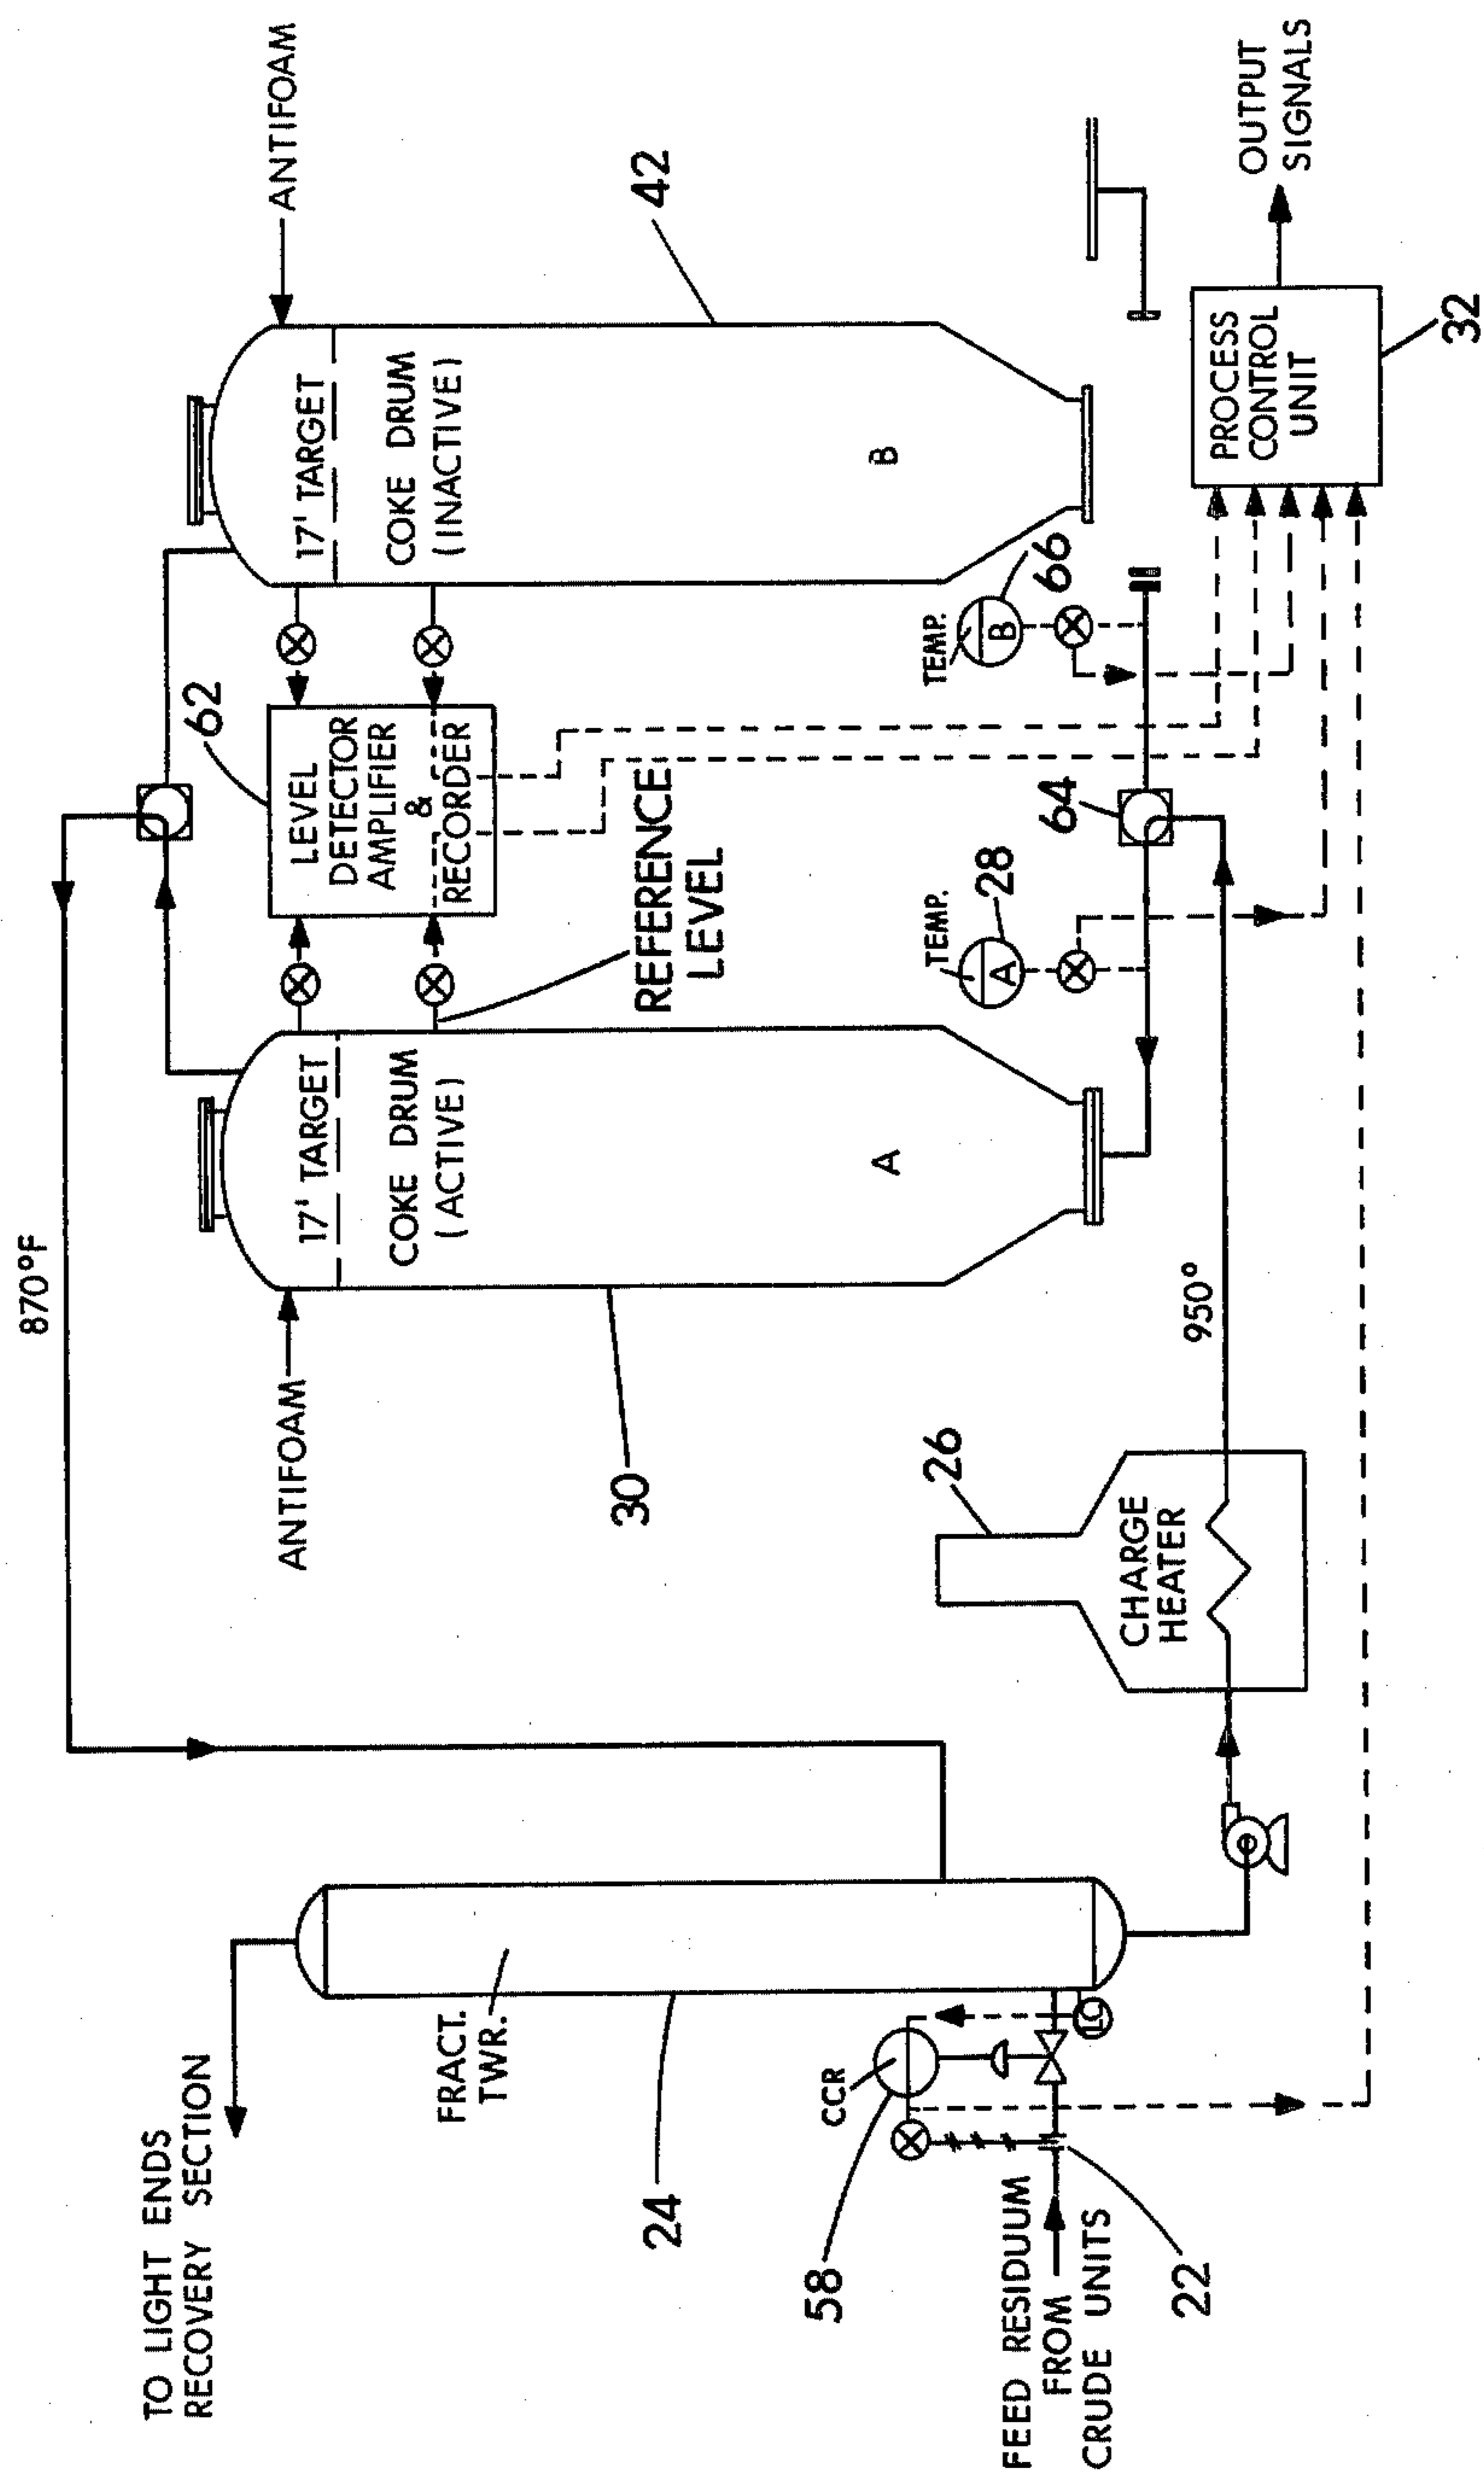 870°F
TO LIGHT ENDS
RECOVERY SECTION
ANTIFOAM
17' TARGET
COKE DRUM
(ACTIVE)
A
30
62
LEVEL
DETECTOR
AMPLIFIER
&
RECORDER
REFERENCE
LEVEL
ANTIFOAM
17' TARGET
COKE DRUM
(INACTIVE)
B
42
FRACT.
TWR.
24
CCR
58
LC
FEED RESIDUUM
FROM
CRUDE UNITS
22
CHARGE
HEATER
26
950°
TEMP.
A
28
64
TEMP.
B
66
PROCESS
CONTROL
UNIT
32
OUTPUT
SIGNALS